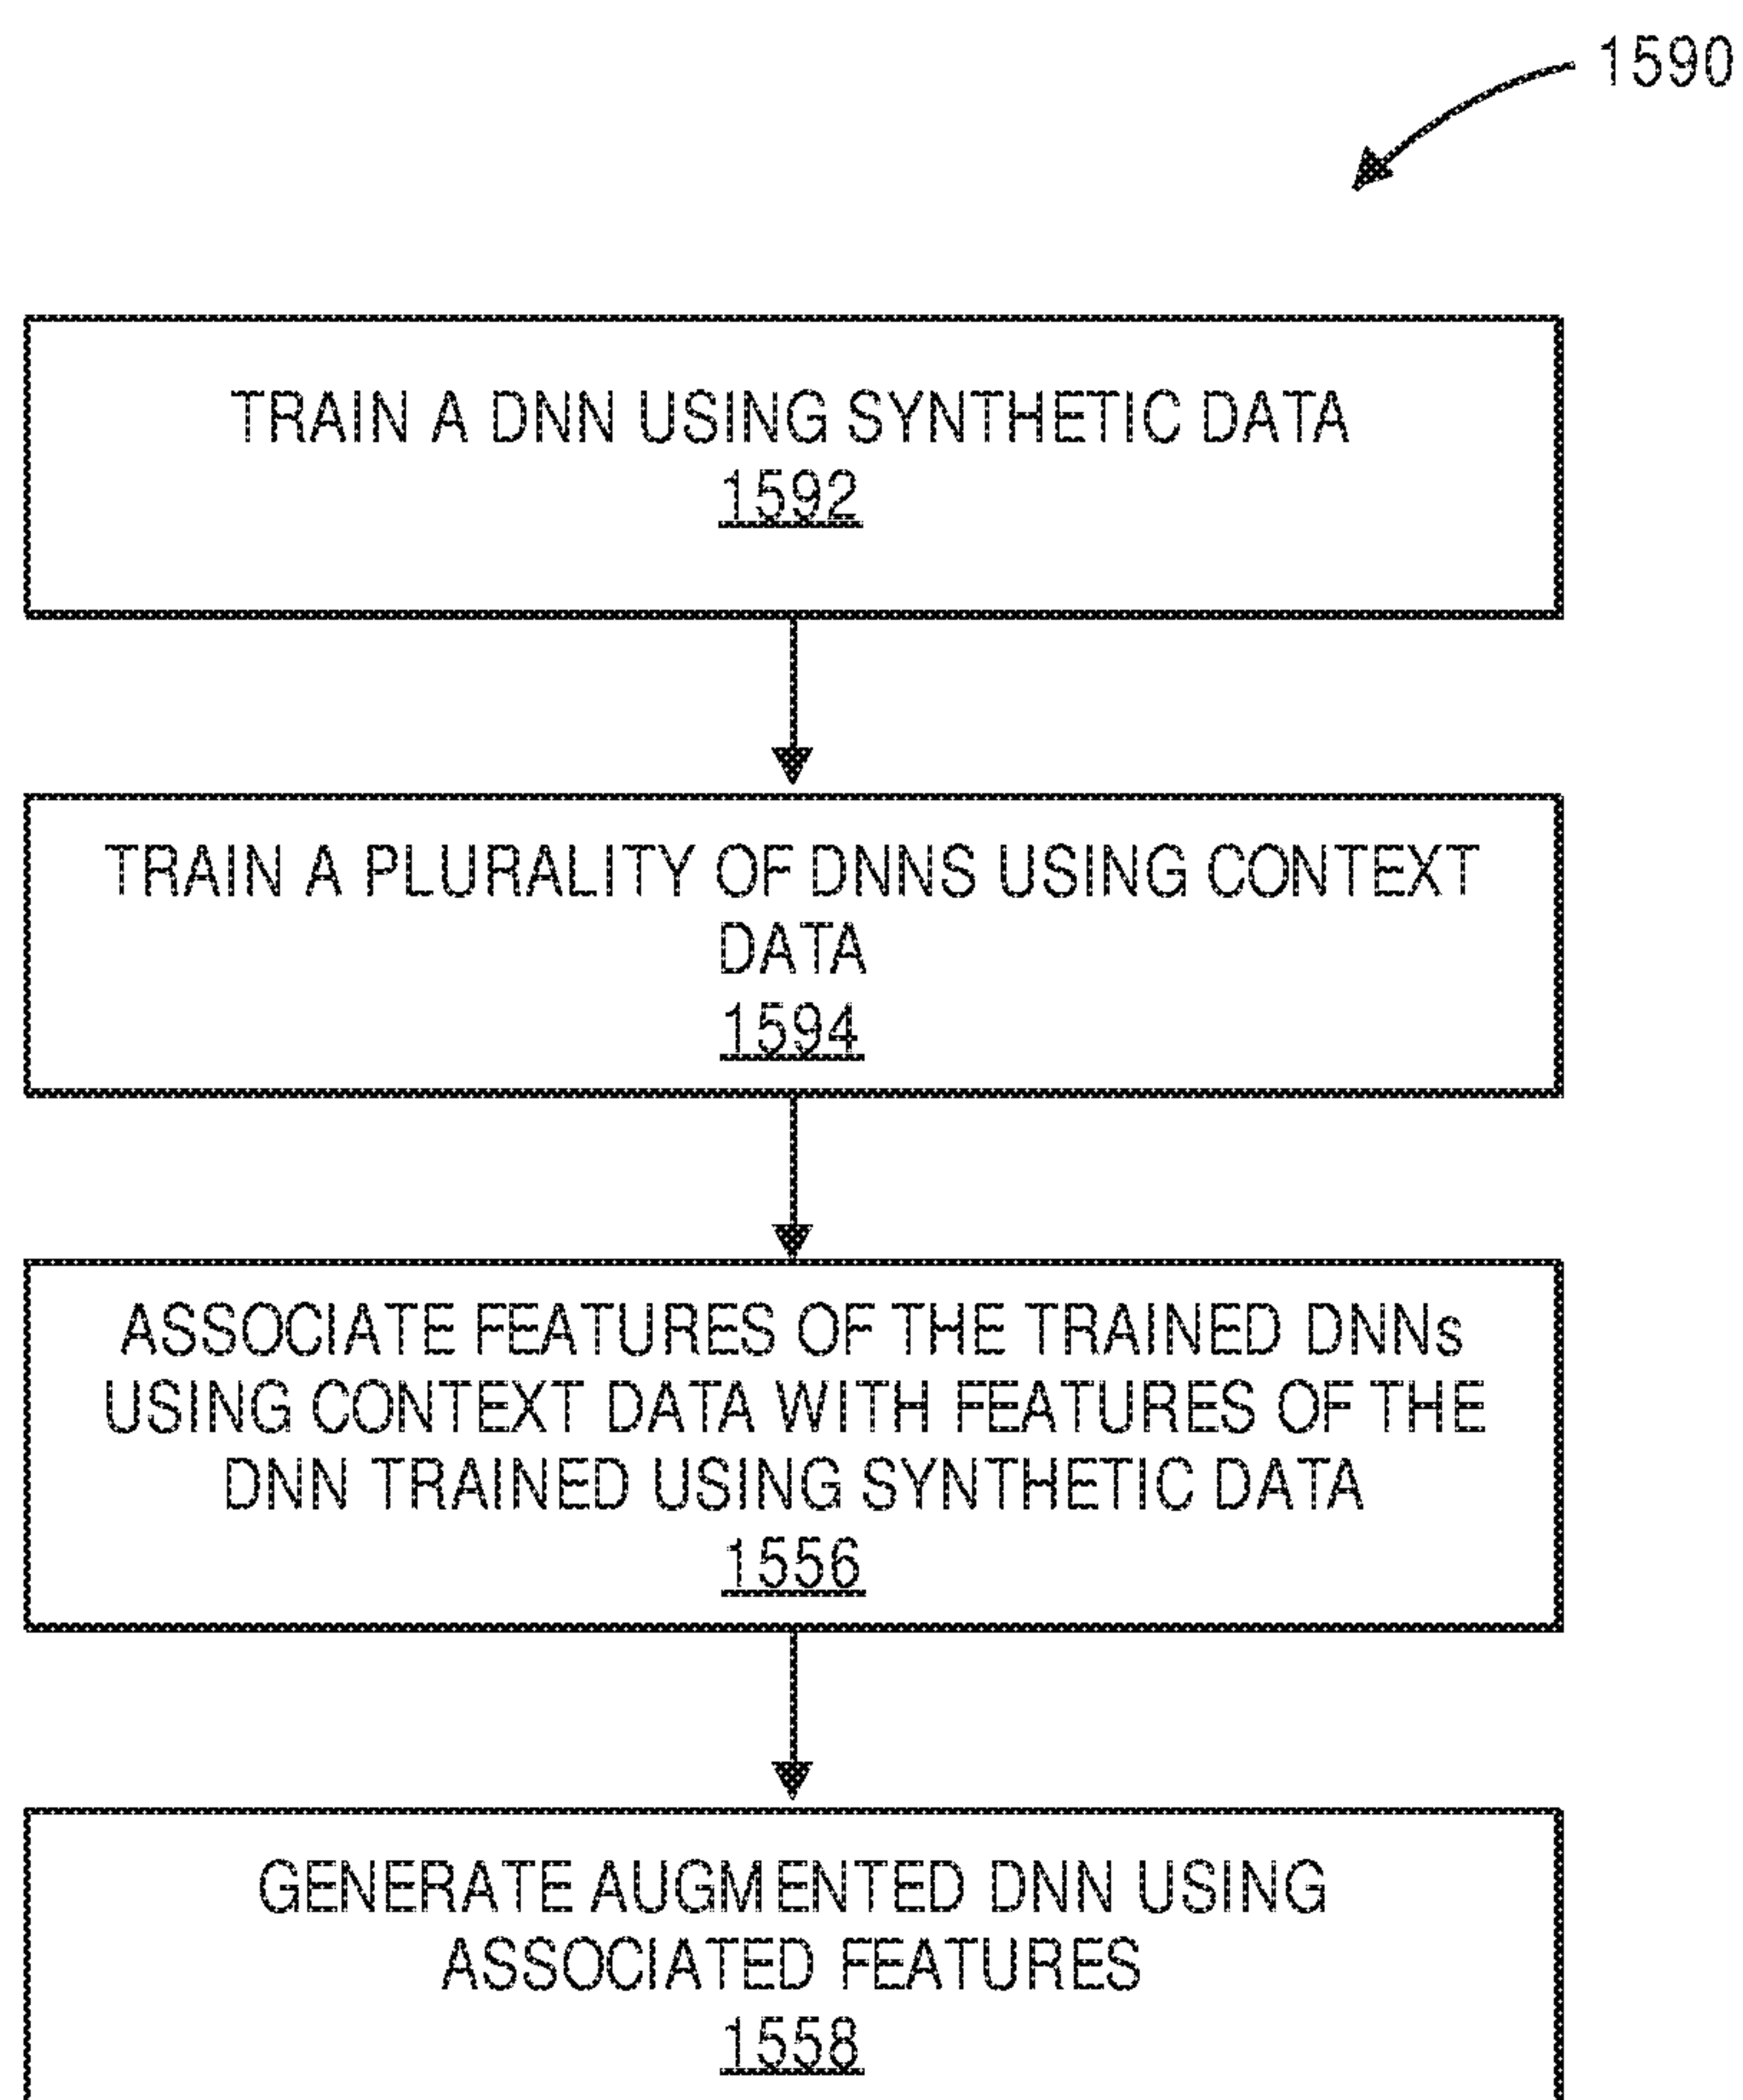 1590
TRAIN A DNN USING SYNTHETIC DATA
1592
TRAIN A PLURALITY OF DNNS USING CONTEXT
DATA
1594
ASSOCIATE FEATURES OF THE TRAINED DNNs
USING CONTEXT DATA WITH FEATURES OF THE
DNN TRAINED USING SYNTHETIC DATA
1556
GENERATE AUGMENTED DNN USING
ASSOCIATED FEATURES
1558